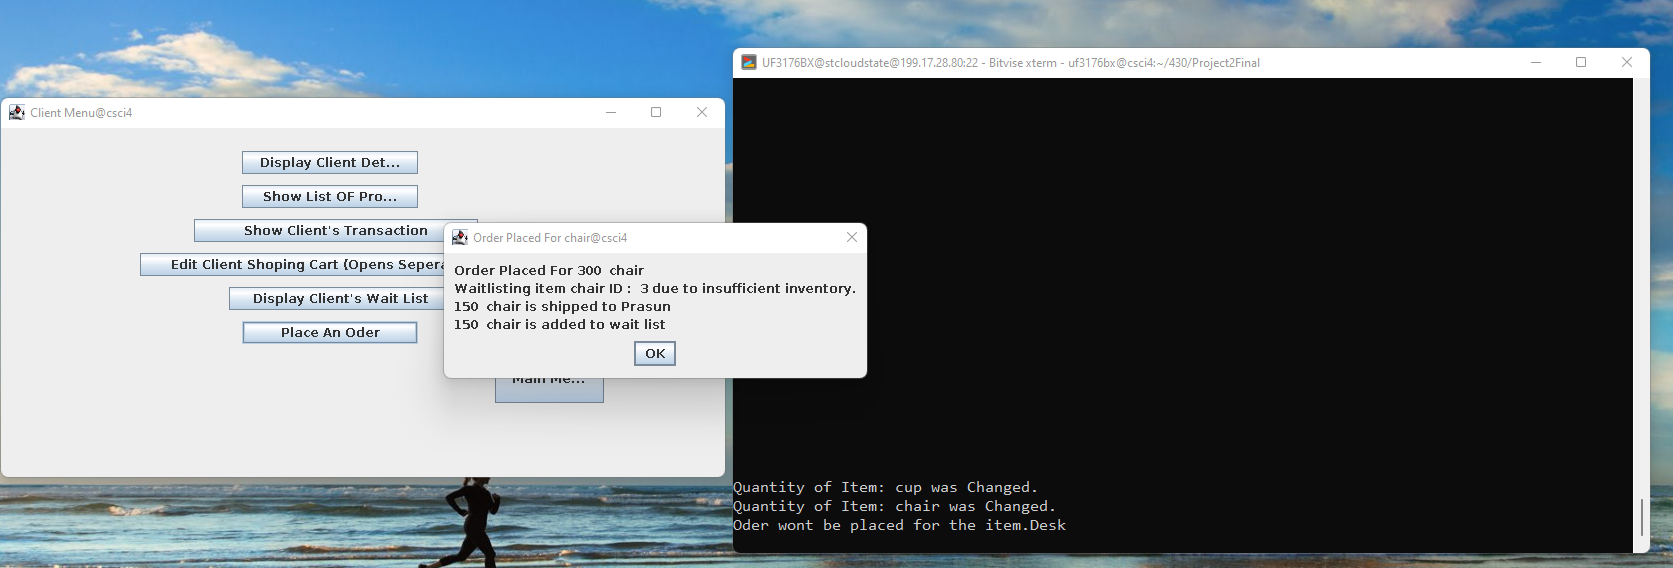 Client Menu@csci4
Display Client Det...
Show List OF Pro...
Show Client's Transaction
Edit Client Shoping Cart (Opens Sepera
Display Client's Wait List
Place An Oder
Main Me...
Order Placed For chair@csci4
Order Placed For 300 chair
Waitlisting item chair ID : 3 due to insufficient inventory.
150 chair is shipped to Prasun
150 chair is added to wait list
OK
UF3176BX@stcloudstate@199.17.28.80:22 - Bitvise xterm - uf3176bx@csci4:~/430/Project2Final
Quantity of Item: cup was Changed.
Quantity of Item: chair was Changed.
Oder wont be placed for the item.Desk